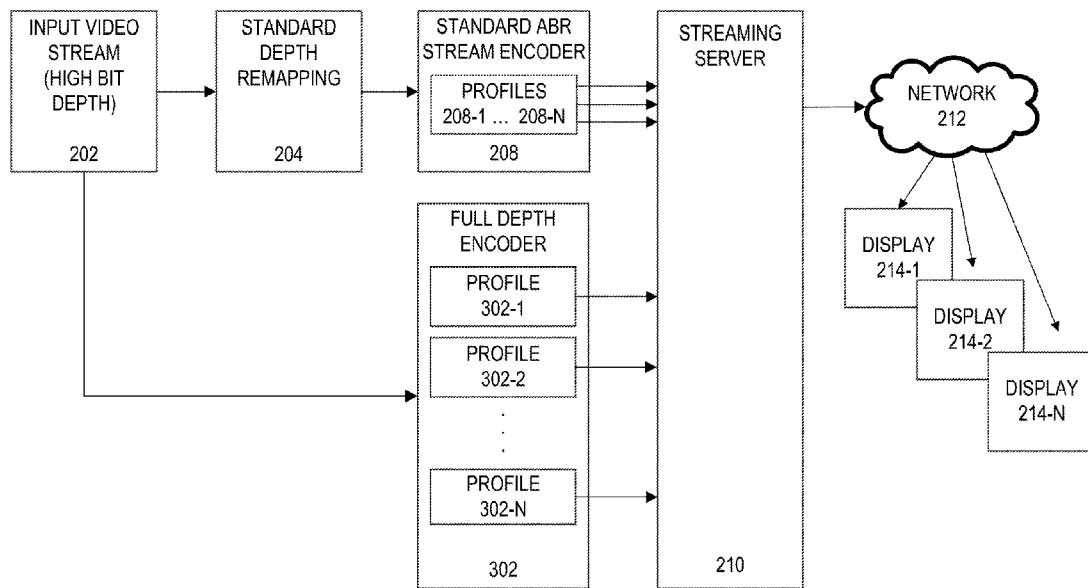 INPUT VIDEO
STREAM
(HIGH BIT
DEPTH)
202
STANDARD
DEPTH
REMAPPING
204
STANDARD ABR
STREAM ENCODER
PROFILES
208-1 ... 208-N
208
FULL DEPTH
ENCODER
PROFILE
302-1
PROFILE
302-2
.
.
.
PROFILE
302-N
302
STREAMING
SERVER
210
NETWORK
212
DISPLAY
214-1
DISPLAY
214-2
DISPLAY
214-N